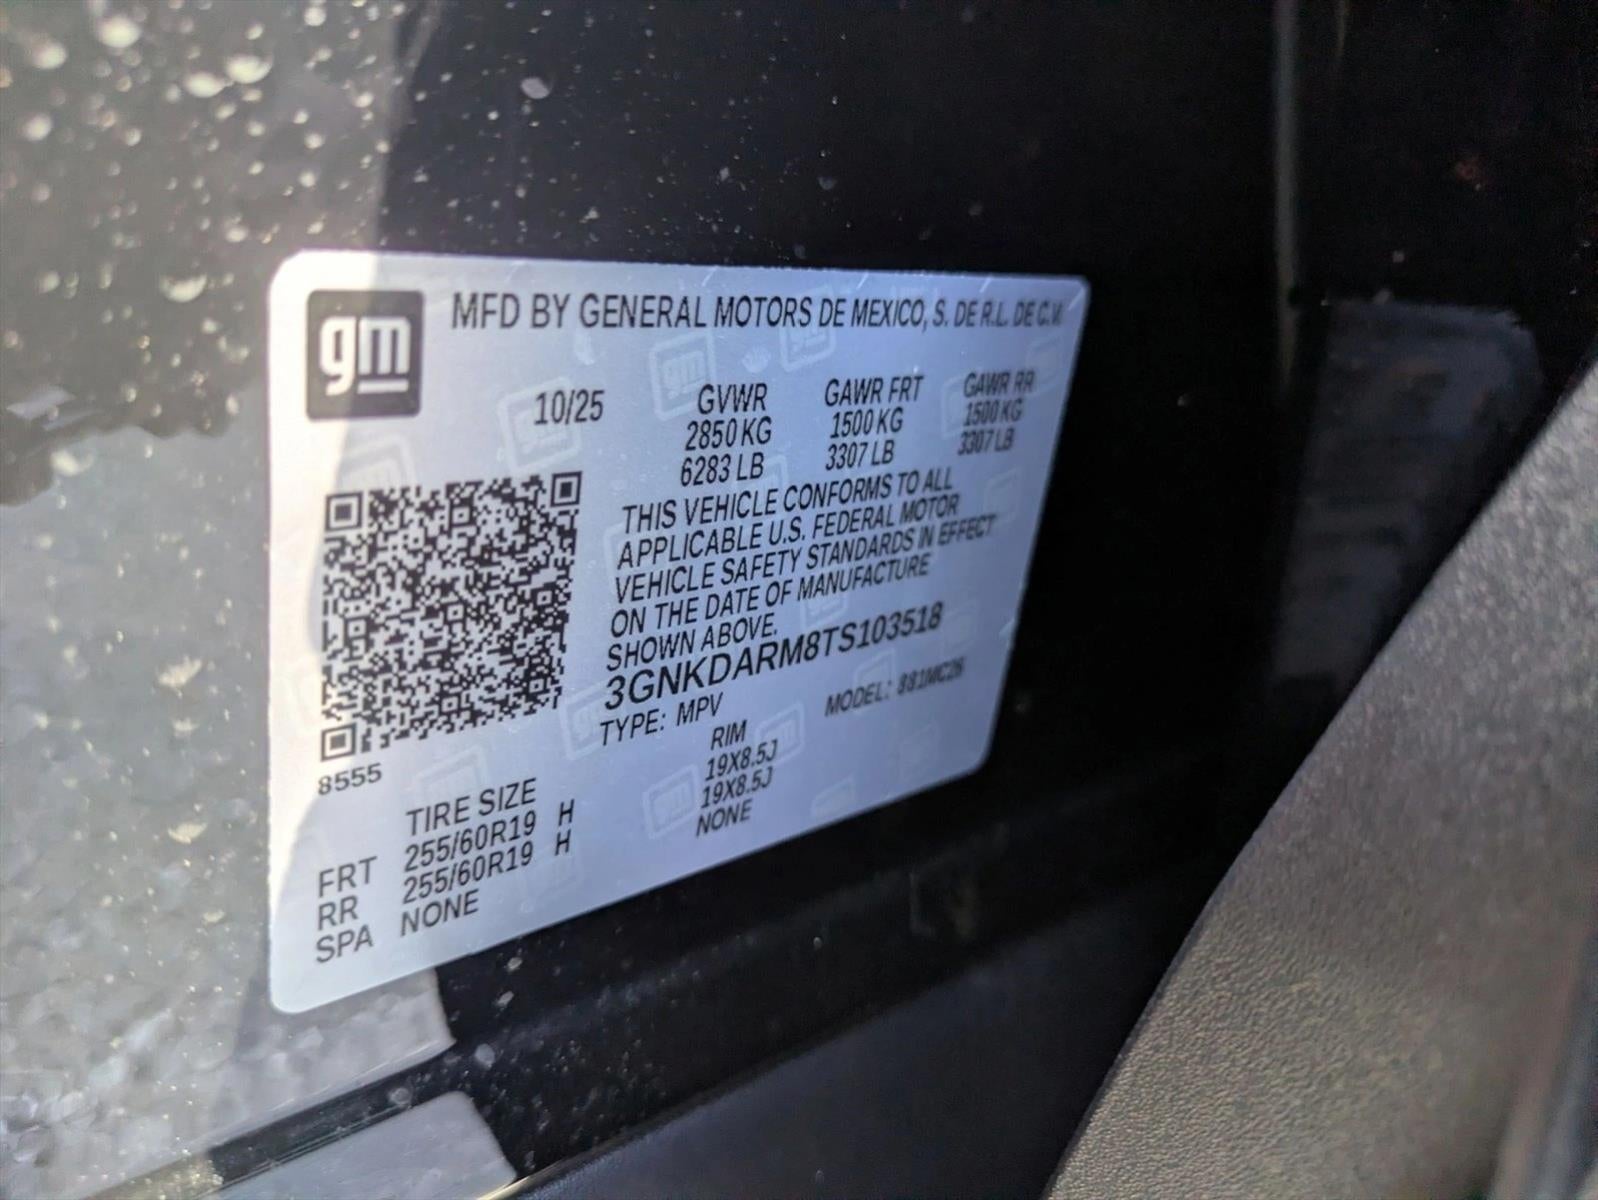 gm
MFD BY GENERAL MOTORS DE MEXICO, S. DE R.L. DE C.V.
10/25
GVWR GAWR FRT GAWR RR
2850 KG 1500 KG 1500 KG
6283 LB 3307 LB 3307 LB
THIS VEHICLE CONFORMS TO ALL
APPLICABLE U.S. FEDERAL MOTOR
VEHICLE SAFETY STANDARDS IN EFFECT
ON THE DATE OF MANUFACTURE
SHOWN ABOVE.
3GNKDARM8TS103518
TYPE: MPV MODEL: 881MC26
8555
TIRE SIZE RIM
FRT 255/60R19 H 19X8.5J
RR 255/60R19 H 19X8.5J
SPA NONE NONE